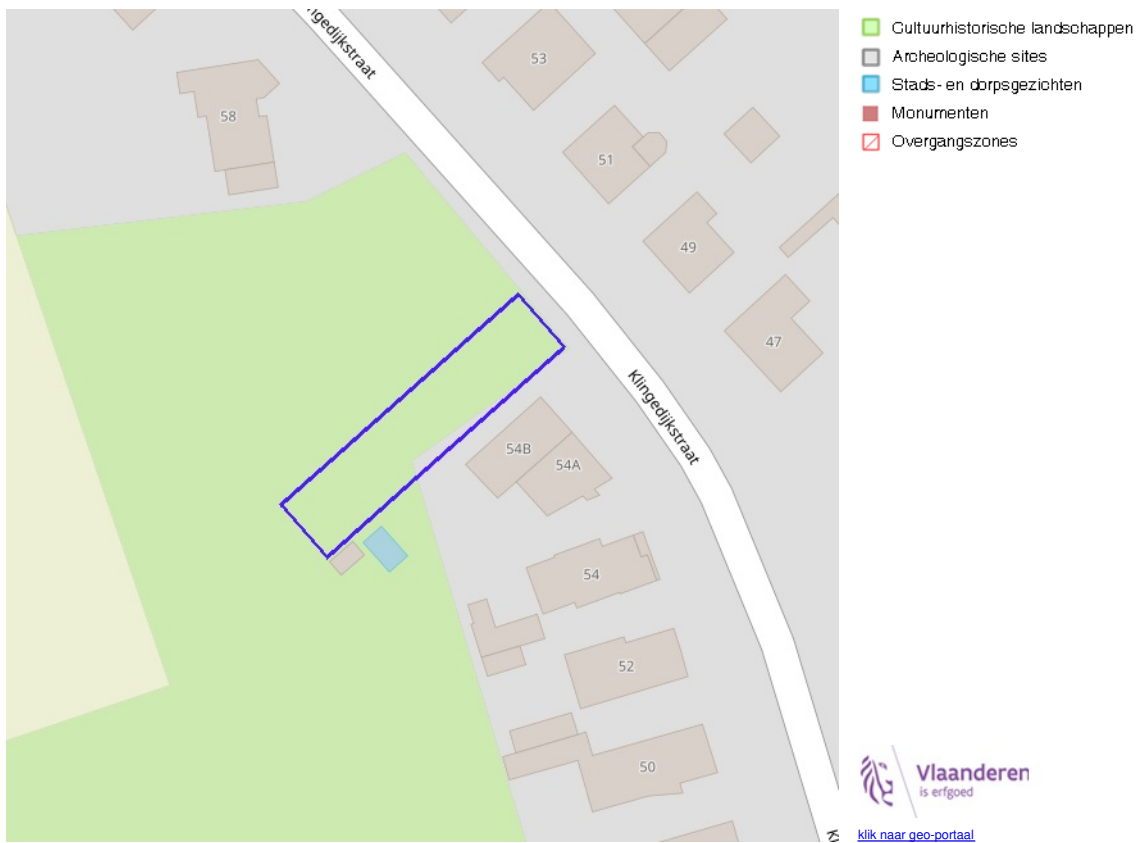 ngedijkstraat
53
58
51
49
47
Klingedijkstraat
54B
54A
54
52
50
Cultuurhistorische landschappen
Archeologische sites
Stads- en dorpsgezichten
Monumenten
Overgangszones
Vlaanderen
is erfgoed
klik naar geo-portaal